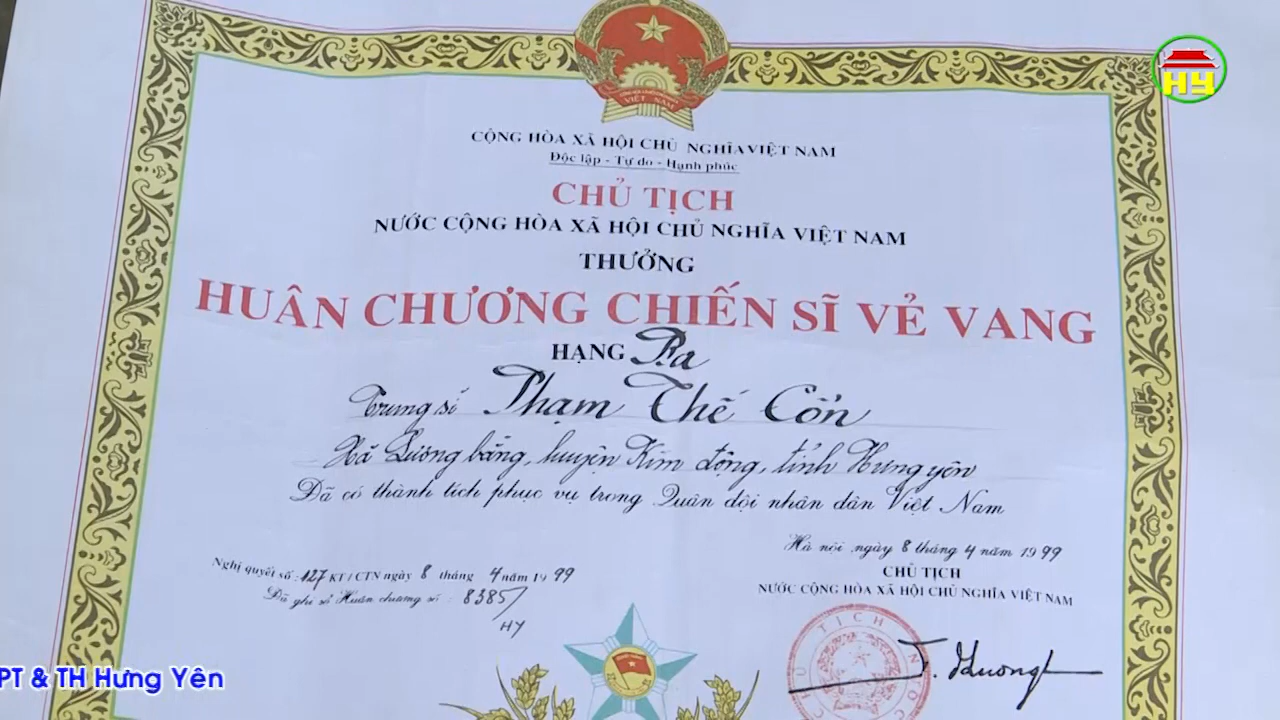 HY
VIỆT NAM
CỘNG HÒA XÃ HỘI CHỦ NGHĨA VIỆT NAM
Độc lập - Tự do - Hạnh phúc
CHỦ TỊCH
NƯỚC CỘNG HÒA XÃ HỘI CHỦ NGHĨA VIỆT NAM
THƯỞNG
HUÂN CHƯƠNG CHIẾN SĨ VẺ VANG
HẠNG Ba
Trung sĩ Phạm Thế Cổn
Xã Lương bằng, huyện Kim động, tỉnh Hưng yên
Đã có thành tích phục vụ trong Quân đội nhân dân Việt Nam
Hà nội, ngày 8 tháng 4 năm 1999
CHỦ TỊCH
NƯỚC CỘNG HÒA XÃ HỘI CHỦ NGHĨA VIỆT NAM
Nghị quyết số: 127 KT/CTN ngày 8 tháng 4 năm 1999
Đã ghi sổ Huân chương số: 8385/
HY
CHỦ TỊCH NƯỚC
T. Lương
PT & TH Hưng Yên